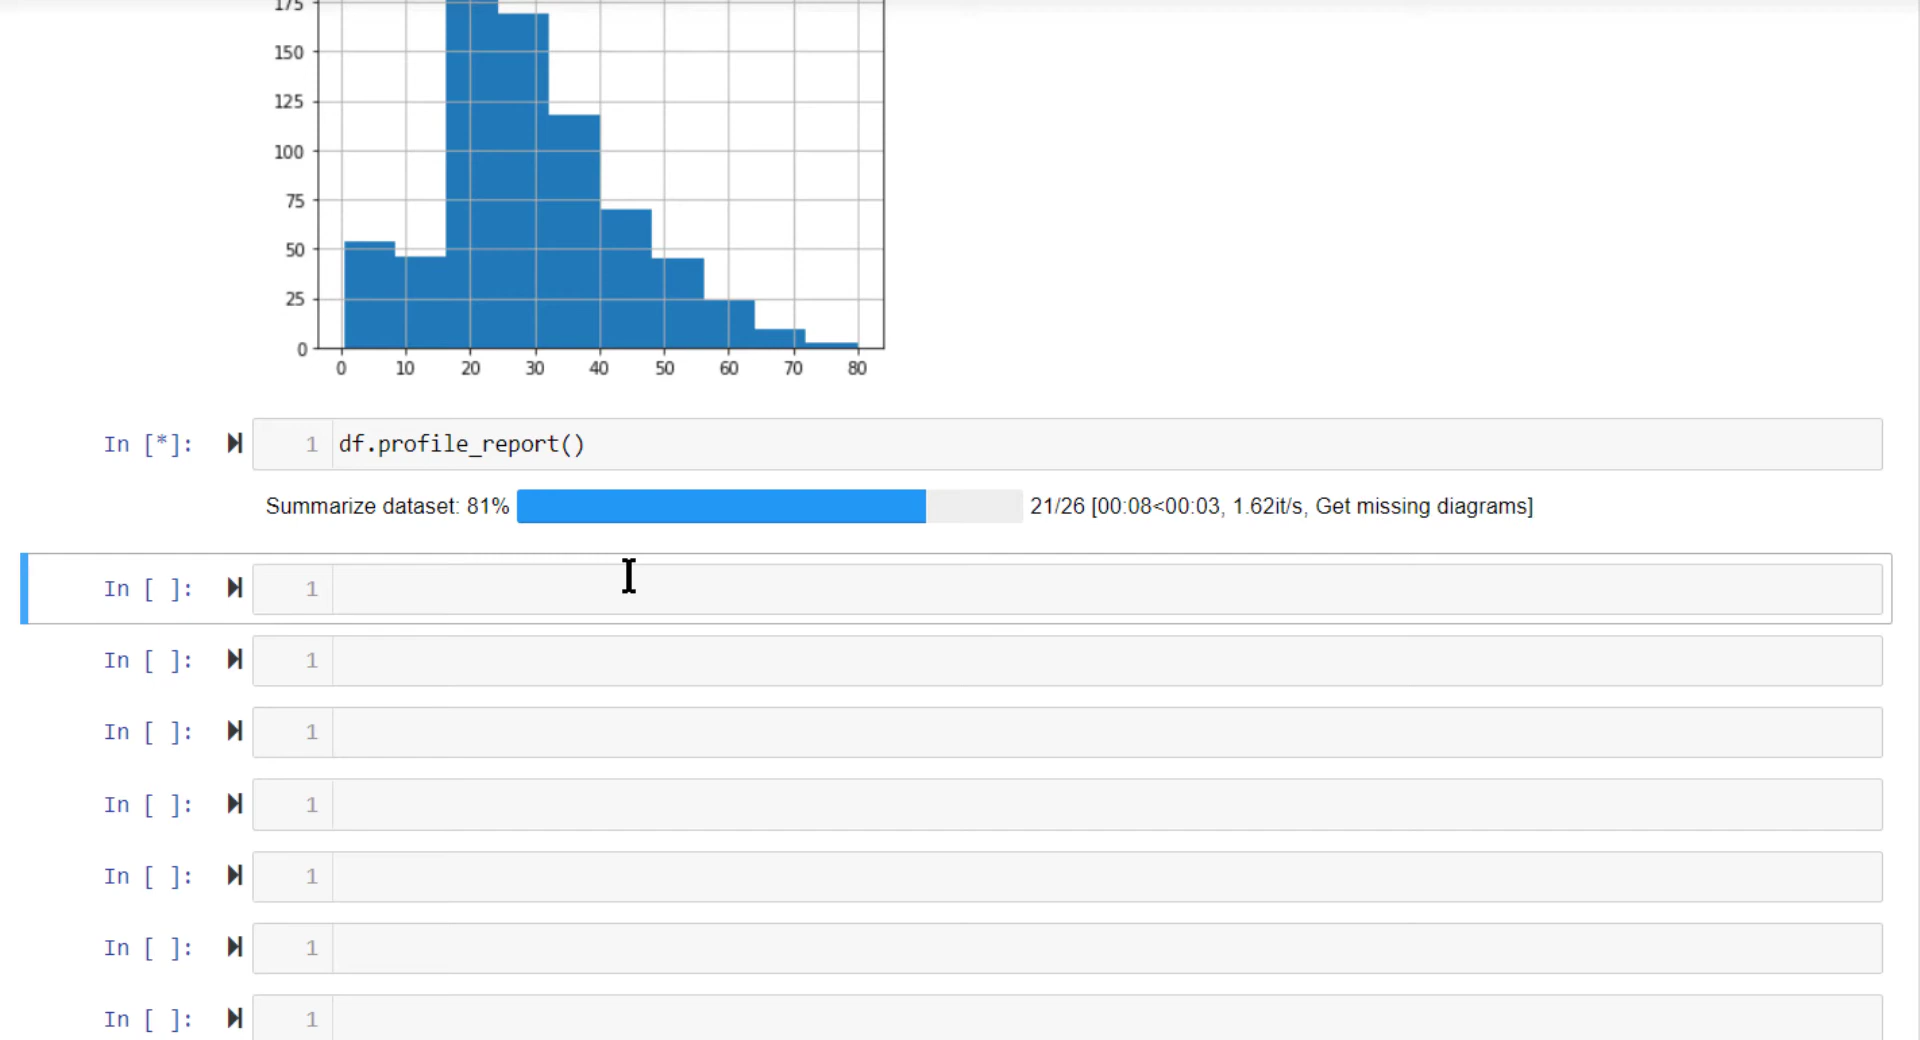 175
150
125
100
75
50
25
0
0 10 20 30 40 50 60 70 80
In [*]: 1 df.profile_report()
Summarize dataset: 81% 21/26 [00:08<00:03, 1.62it/s, Get missing diagrams]
In [ ]: 1
In [ ]: 1
In [ ]: 1
In [ ]: 1
In [ ]: 1
In [ ]: 1
In [ ]: 1